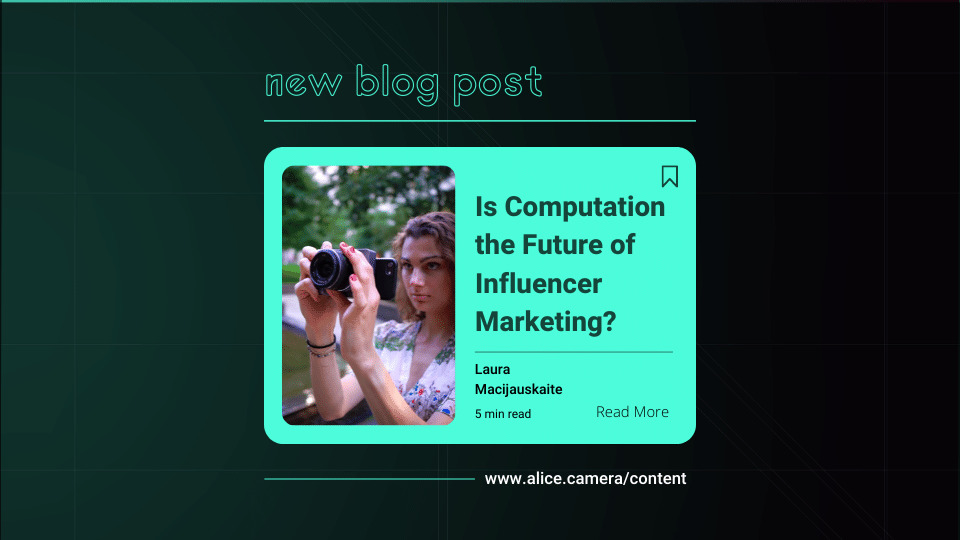 new blog post
Is Computation
the Future of
Influencer
Marketing?
Laura
Macijauskaite
5 min read
Read More
www.alice.camera/content